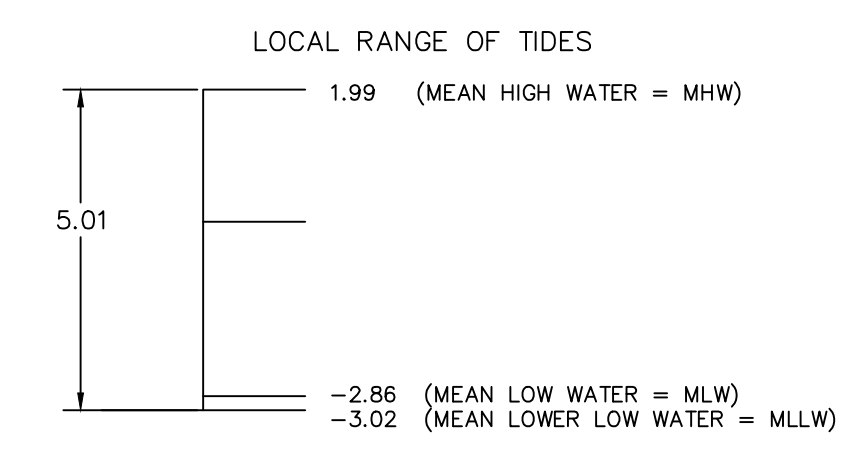 LOCAL RANGE OF TIDES
1.99 (MEAN HIGH WATER = MHW)
5.01
-2.86 (MEAN LOW WATER = MLW)
-3.02 (MEAN LOWER LOW WATER = MLLW)